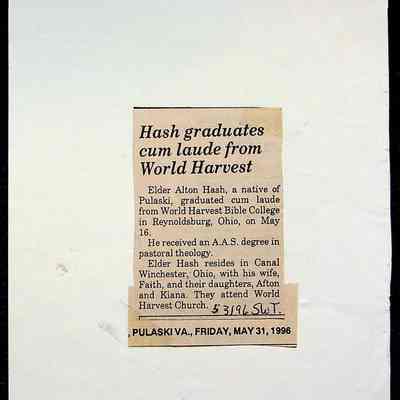 Hash graduates
cum laude from
World Harvest
Elder Alton Hash, a native of
Pulaski, graduated cum laude
from World Harvest Bible College
in Reynoldsburg, Ohio, on May
16.
He received an A.A.S. degree in
pastoral theology.
Elder Hash resides in Canal
Winchester, Ohio, with his wife,
Faith, and their daughters, Afton
and Kiana. They attend World
Harvest Church. 53196 SWT.
, PULASKI VA., FRIDAY, MAY 31, 1996